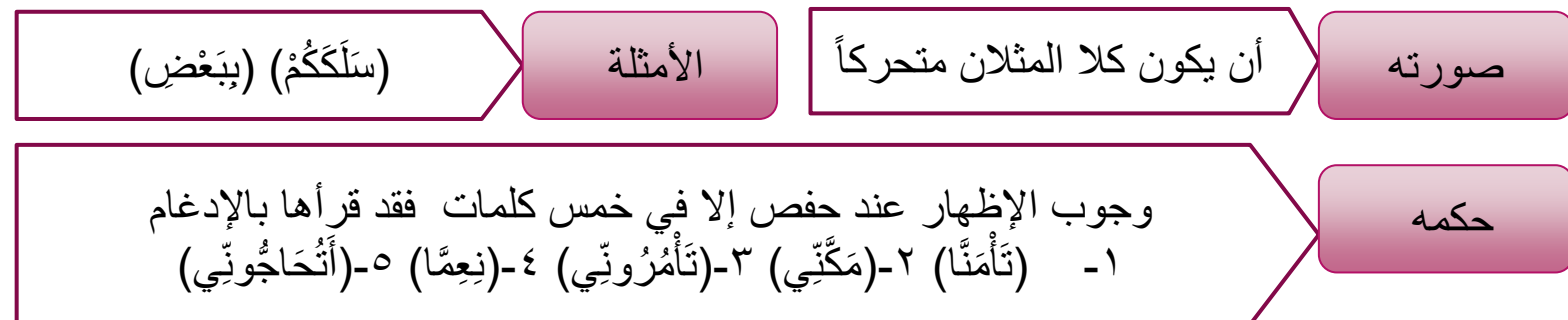 صورته
أن يكون كلا المثلان متحركاً
الأمثلة
(سَلَكَكُمْ) (بِبَعْضِ)
حكمه
وجوب الإظهار عند حفص إلا في خمس كلمات فقد قرأها بالإدغام
١- (تَأْمَنَّا) ٢-(مَكَّنِّي) ٣-(تَأْمُرُونِّي) ٤-(نِعِمَّا) ٥-(أَتُحَاجُّونِّي)